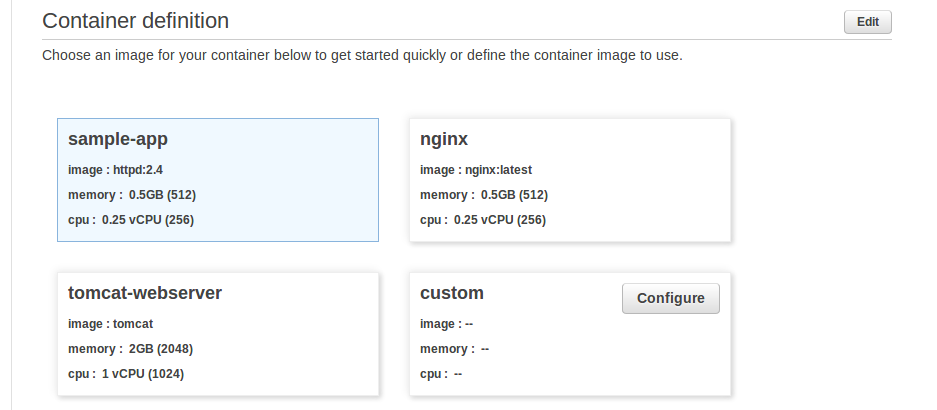 Container definition
Edit
Choose an image for your container below to get started quickly or define the container image to use.
sample-app
image : httpd:2.4
memory : 0.5GB (512)
cpu : 0.25 vCPU (256)
nginx
image : nginx:latest
memory : 0.5GB (512)
cpu : 0.25 vCPU (256)
tomcat-webserver
image : tomcat
memory : 2GB (2048)
cpu : 1 vCPU (1024)
custom
Configure
image : --
memory : --
cpu : --